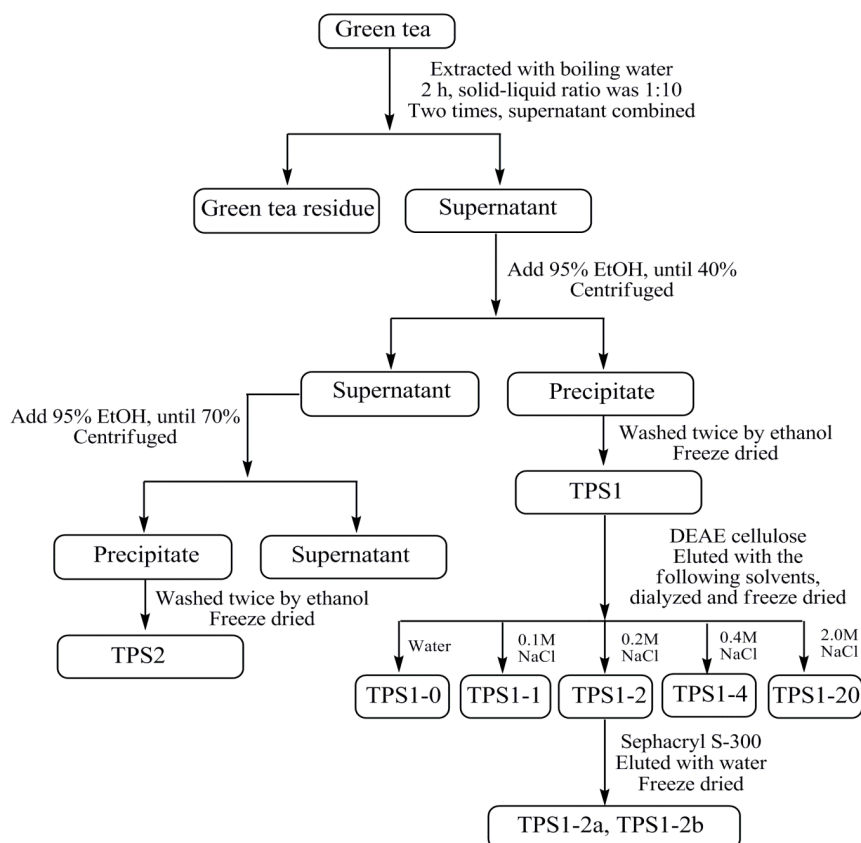 Green tea
Extracted with boiling water
2 h, solid-liquid ratio was 1:10
Two times, supernatant combined
Green tea residue
Supernatant
Add 95% EtOH, until 40%
Centrifuged
Supernatant
Precipitate
Add 95% EtOH, until 70%
Centrifuged
Washed twice by ethanol
Freeze dried
TPS1
Precipitate
Supernatant
DEAE cellulose
Eluted with the
following solvents,
dialyzed and freeze dried
Washed twice by ethanol
Freeze dried
TPS2
Water
0.1M
NaCl
0.2M
NaCl
0.4M
NaCl
2.0M
NaCl
TPS1-0
TPS1-1
TPS1-2
TPS1-4
TPS1-20
Sephacryl S-300
Eluted with water
Freeze dried
TPS1-2a, TPS1-2b